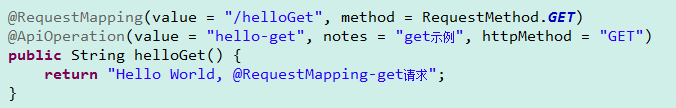 @RequestMapping(value = "/helloGet", method = RequestMethod.GET)
@ApiOperation(value = "hello-get", notes = "get示例", httpMethod = "GET")
public String helloGet() {
    return "Hello World, @RequestMapping-get请求";
}